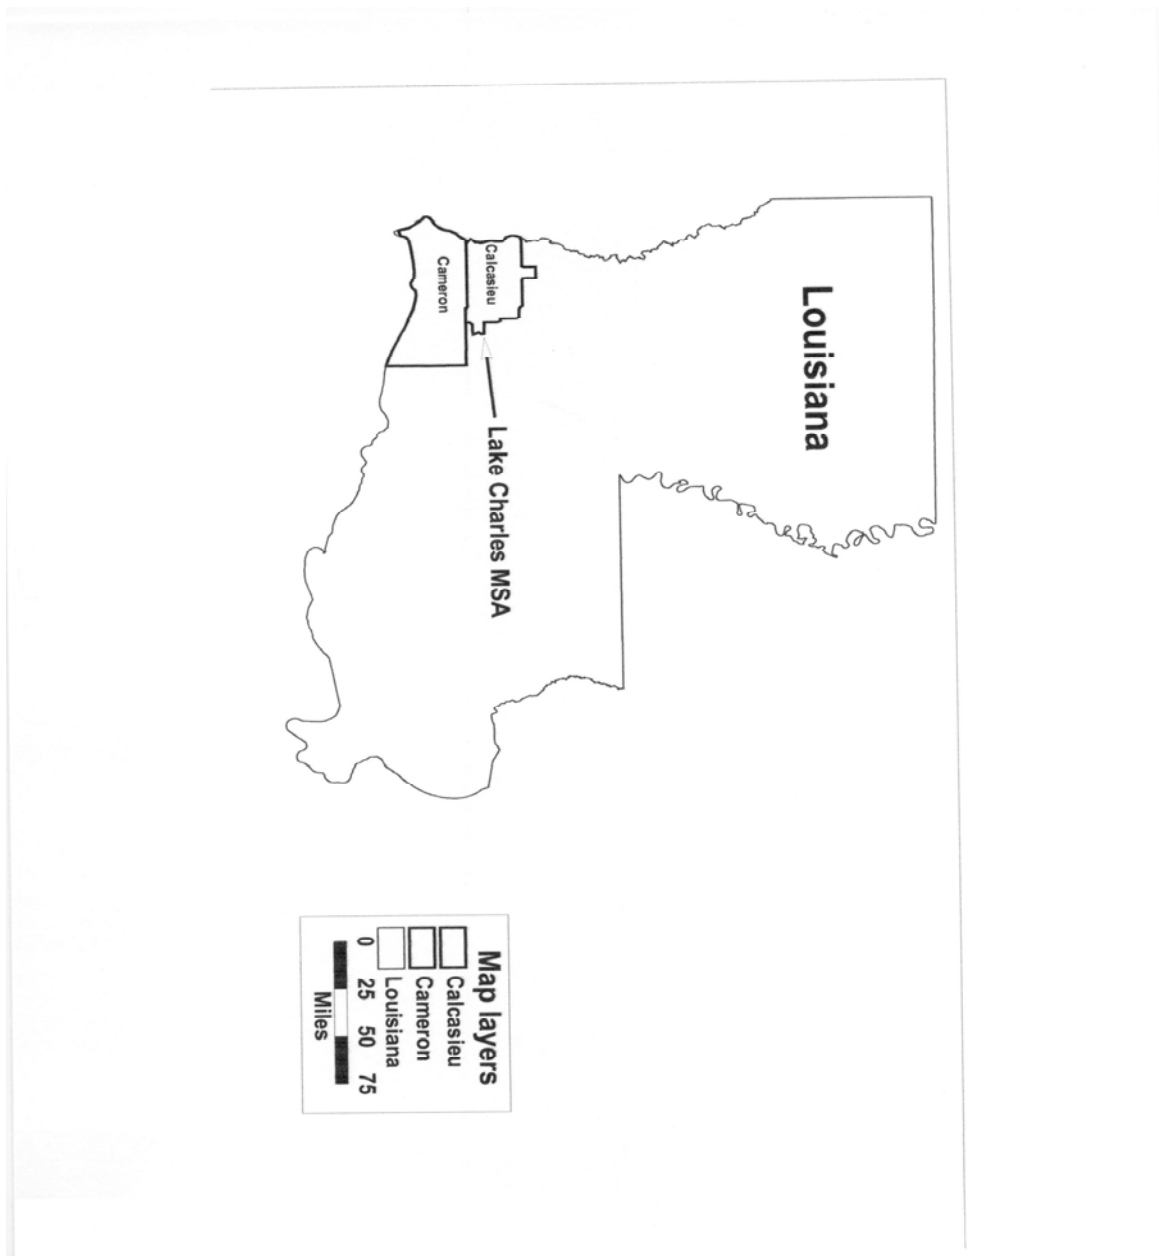 Louisiana
Calcasieu
Cameron
Lake Charles MSA
Map layers
Calcasieu
Cameron
Louisiana
0 25 50 75
Miles